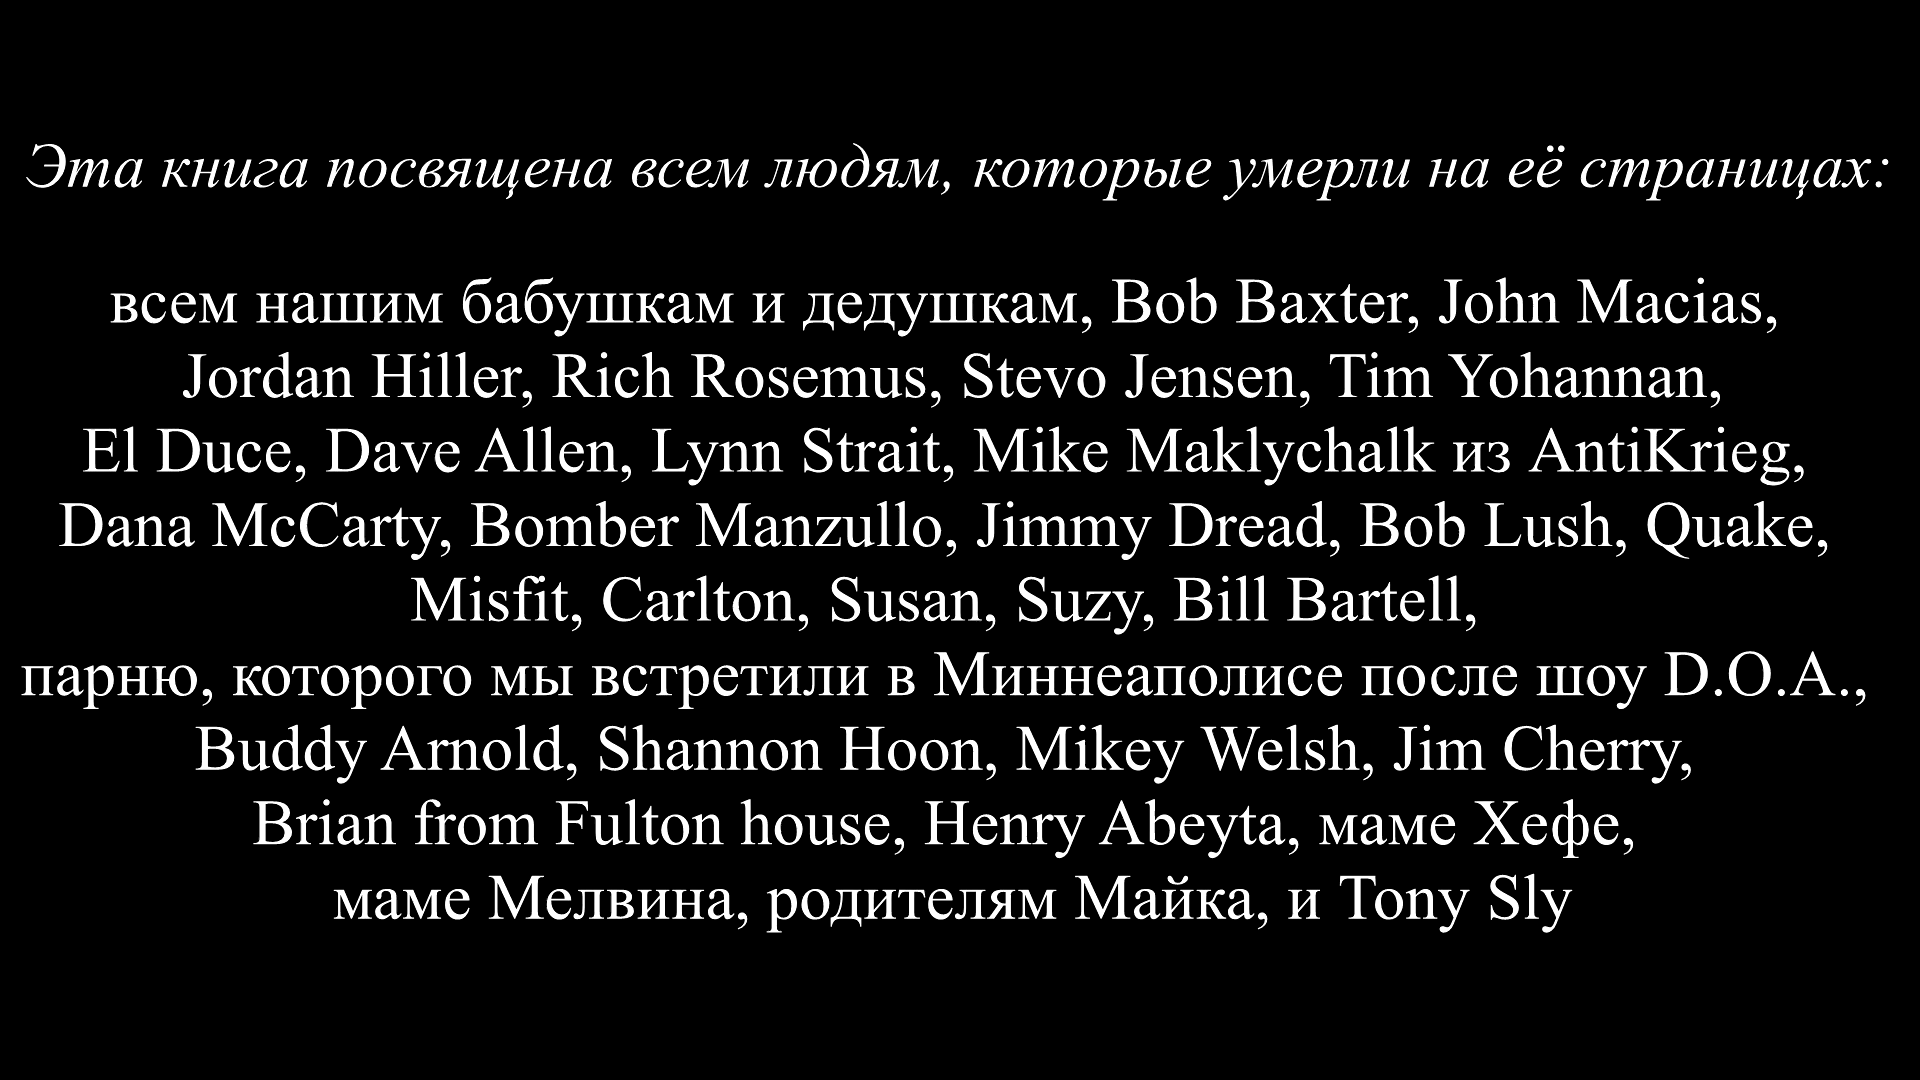 Эта книга посвящена всем людям, которые умерли на её страницах:
всем нашим бабушкам и дедушкам, Bob Baxter, John Macias,
Jordan Hiller, Rich Rosemus, Stevo Jensen, Tim Yohannan,
El Duce, Dave Allen, Lynn Strait, Mike Maklychalk из AntiKrieg,
Dana McCarty, Bomber Manzullo, Jimmy Dread, Bob Lush, Quake,
Misfit, Carlton, Susan, Suzy, Bill Bartell,
парню, которого мы встретили в Миннеаполисе после шоу D.O.A.,
Buddy Arnold, Shannon Hoon, Mikey Welsh, Jim Cherry,
Brian from Fulton house, Henry Abeyta, маме Хефе,
маме Мелвина, родителям Майка, и Tony Sly